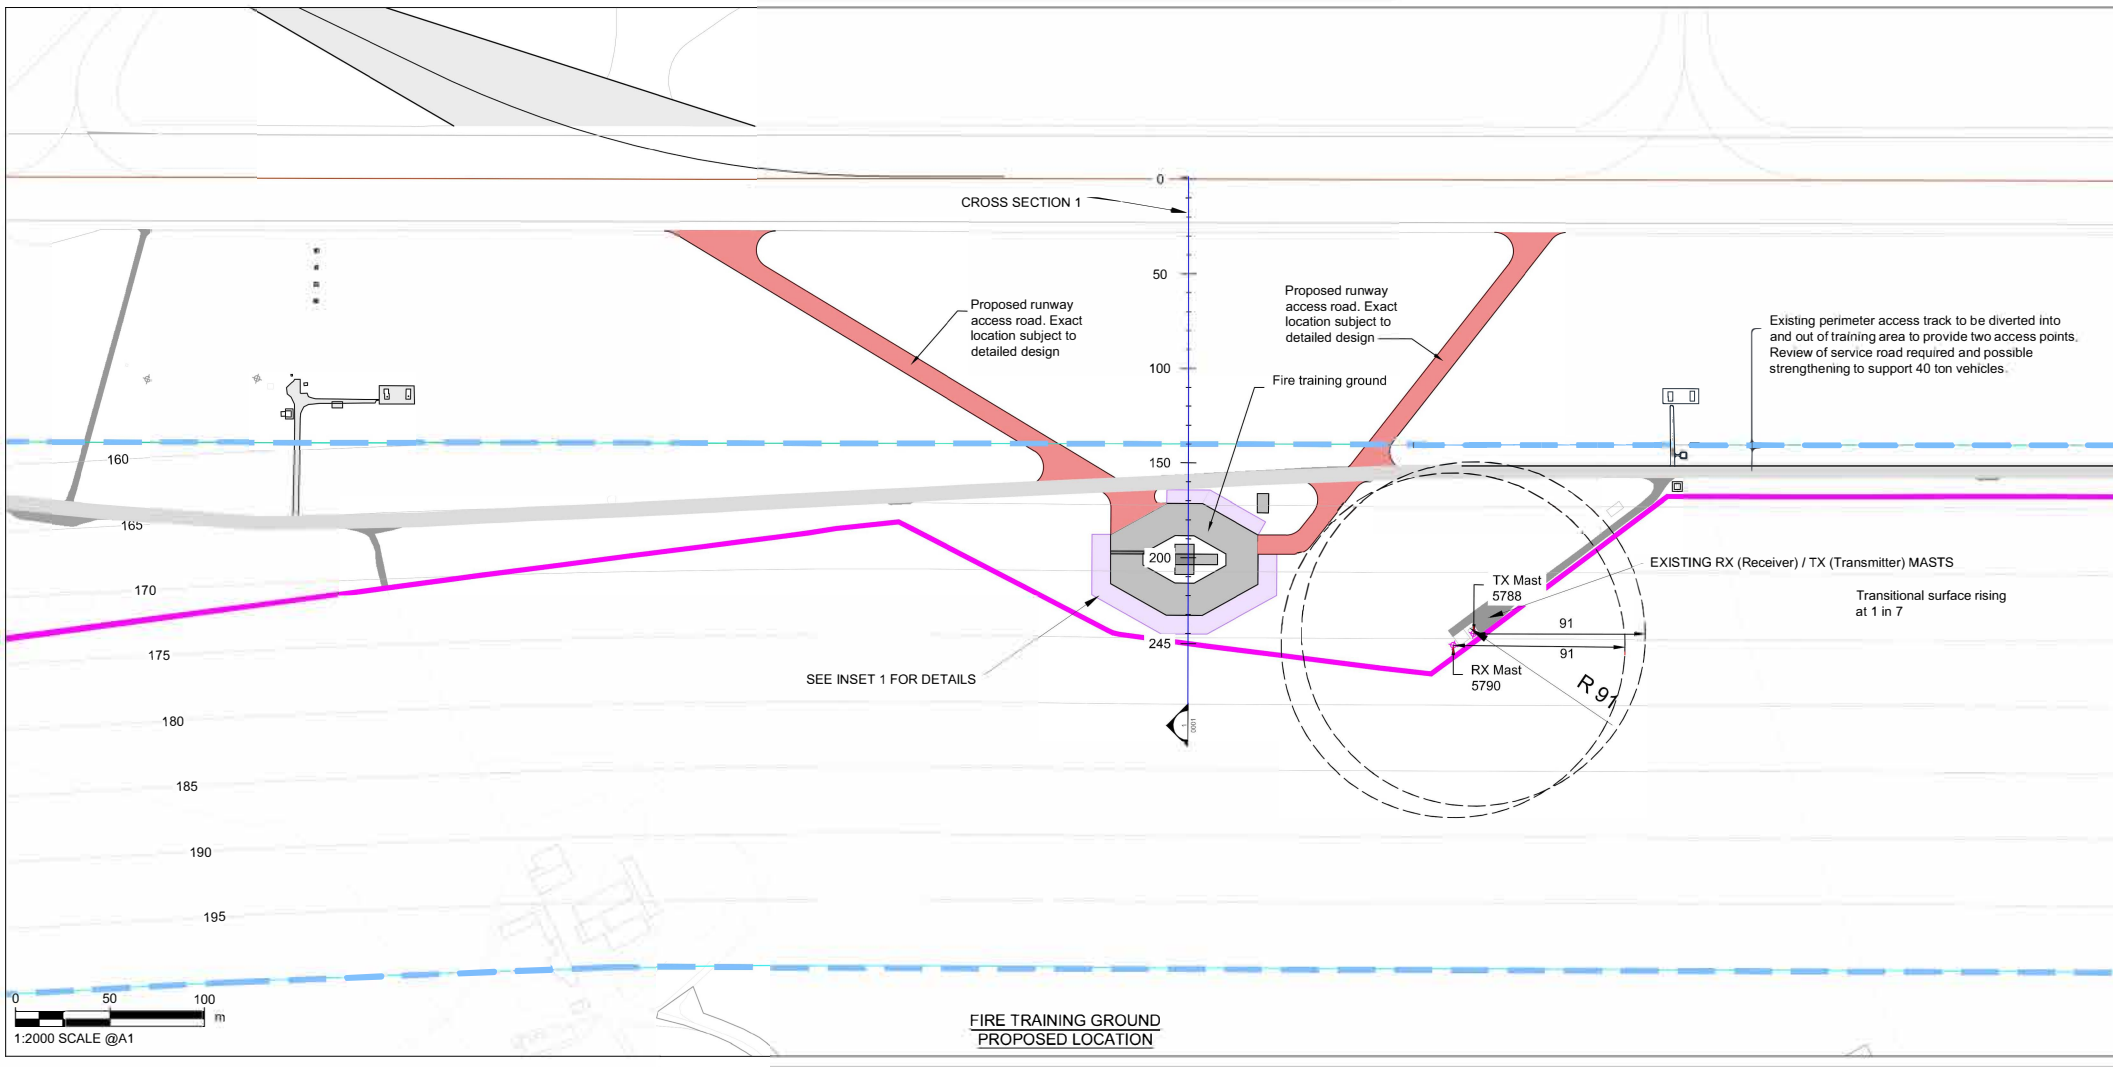 0
CROSS SECTION 1
50
Proposed runway
access road. Exact
location subject to
detailed design
Proposed runway
access road. Exact
location subject to
detailed design
Existing perimeter access track to be diverted into
and out of training area to provide two access points.
Review of service road required and possible
strengthening to support 40 ton vehicles.
100
Fire training ground
150
160
165
200
170
EXISTING RX (Receiver) / TX (Transmitter) MASTS
TX Mast
5788
Transitional surface rising
at 1 in 7
91
245
175
91
RX Mast
5790
SEE INSET 1 FOR DETAILS
R 91
180
1
0001
185
190
195
0 50 100
m
1:2000 SCALE @A1
FIRE TRAINING GROUND
PROPOSED LOCATION